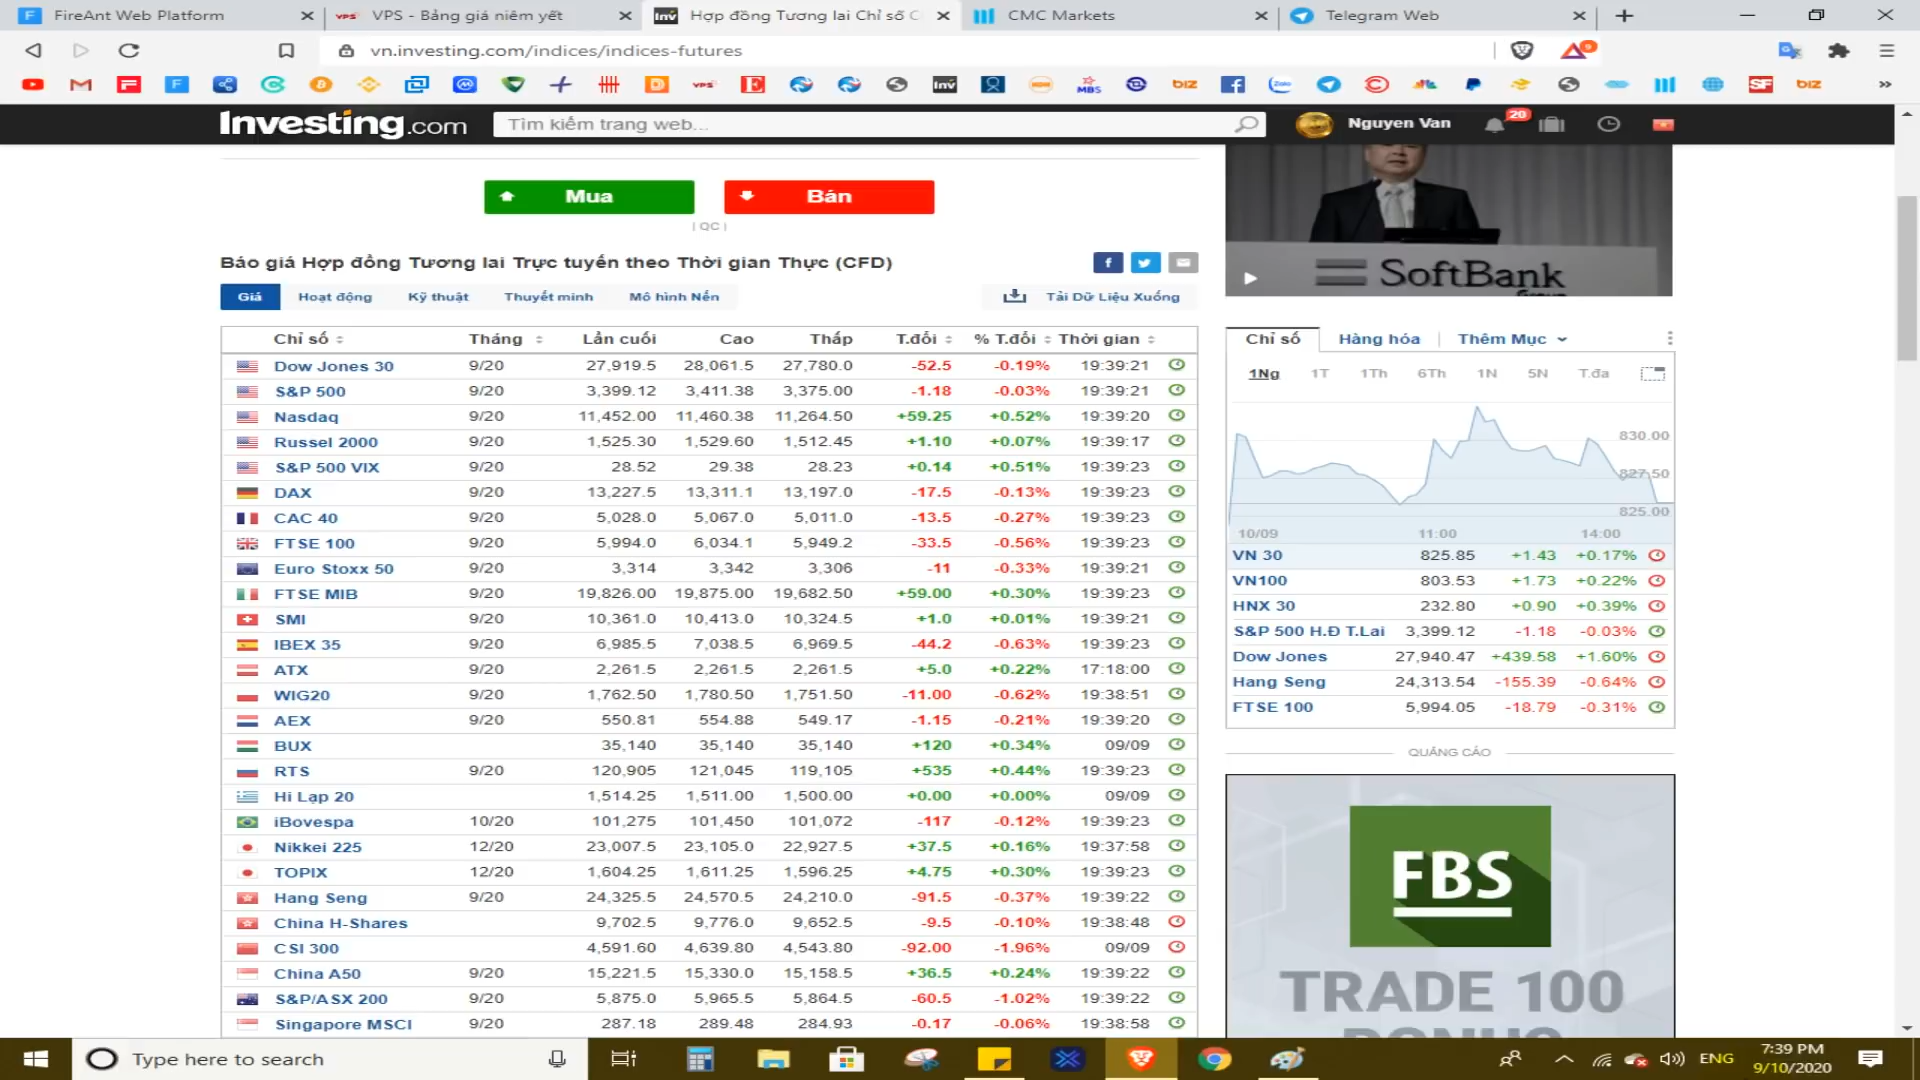 FireAnt Web Platform
VPS - Bảng giá niêm yết
Hợp đồng Tương lai Chỉ số C
CMC Markets
Telegram Web
vn.investing.com/indices/indices-futures
Investing.com
Tìm kiếm trang web...
Nguyen Van
20
Mua
Bán
| QC |
SoftBank
Group
Báo giá Hợp đồng Tương lai Trực tuyến theo Thời gian Thực (CFD)
Giá Hoạt động Kỹ thuật Thuyết minh Mô hình Nến Tải Dữ Liệu Xuống
Chỉ số Tháng Lần cuối Cao Thấp T.đổi % T.đổi Thời gian
Dow Jones 30 9/20 27,919.5 28,061.5 27,780.0 -52.5 -0.19% 19:39:21
S&P 500 9/20 3,399.12 3,411.38 3,375.00 -1.18 -0.03% 19:39:21
Nasdaq 9/20 11,452.00 11,460.38 11,264.50 +59.25 +0.52% 19:39:20
Russel 2000 9/20 1,525.30 1,529.60 1,512.45 +1.10 +0.07% 19:39:17
S&P 500 VIX 9/20 28.52 29.38 28.23 +0.14 +0.51% 19:39:23
DAX 9/20 13,227.5 13,311.1 13,197.0 -17.5 -0.13% 19:39:23
CAC 40 9/20 5,028.0 5,067.0 5,011.0 -13.5 -0.27% 19:39:23
FTSE 100 9/20 5,994.0 6,034.1 5,949.2 -33.5 -0.56% 19:39:23
Euro Stoxx 50 9/20 3,314 3,342 3,306 -11 -0.33% 19:39:21
FTSE MIB 9/20 19,826.00 19,875.00 19,682.50 +59.00 +0.30% 19:39:23
SMI 9/20 10,361.0 10,413.0 10,324.5 +1.0 +0.01% 19:39:21
IBEX 35 9/20 6,985.5 7,038.5 6,969.5 -44.2 -0.63% 19:39:23
ATX 9/20 2,261.5 2,261.5 2,261.5 +5.0 +0.22% 17:18:00
WIG20 9/20 1,762.50 1,780.50 1,751.50 -11.00 -0.62% 19:38:51
AEX 9/20 550.81 554.88 549.17 -1.15 -0.21% 19:39:20
BUX 35,140 35,140 35,140 +120 +0.34% 09/09
RTS 9/20 120,905 121,045 119,105 +535 +0.44% 19:39:23
Hi Lạp 20 1,514.25 1,511.00 1,500.00 +0.00 +0.00% 09/09
iBovespa 10/20 101,275 101,450 101,072 -117 -0.12% 19:39:23
Nikkei 225 12/20 23,007.5 23,105.0 22,927.5 +37.5 +0.16% 19:37:58
TOPIX 12/20 1,604.25 1,611.25 1,596.25 +4.75 +0.30% 19:39:23
Hang Seng 9/20 24,325.5 24,570.5 24,210.0 -91.5 -0.37% 19:39:22
China H-Shares 9,702.5 9,776.0 9,652.5 -9.5 -0.10% 19:38:48
CSI 300 4,591.60 4,639.80 4,543.80 -92.00 -1.96% 09/09
China A50 9/20 15,221.5 15,330.0 15,158.5 +36.5 +0.24% 19:39:22
S&P/ASX 200 9/20 5,875.0 5,965.5 5,864.5 -60.5 -1.02% 19:39:22
Singapore MSCI 9/20 287.18 289.48 284.93 -0.17 -0.06% 19:38:58
Chỉ số Hàng hóa Thêm Mục
1Ng 1T 1Th 6Th 1N 5N T.đa
830.00
827.50
825.00
10/09 11:00 14:00
VN 30 825.85 +1.43 +0.17%
VN100 803.53 +1.73 +0.22%
HNX 30 232.80 +0.90 +0.39%
S&P 500 H.Đ T.Lai 3,399.12 -1.18 -0.03%
Dow Jones 27,940.47 +439.58 +1.60%
Hang Seng 24,313.54 -155.39 -0.64%
FTSE 100 5,994.05 -18.79 -0.31%
QUẢNG CÁO
FBS
TRADE 100
BONUS
Type here to search
ENG
7:39 PM
9/10/2020